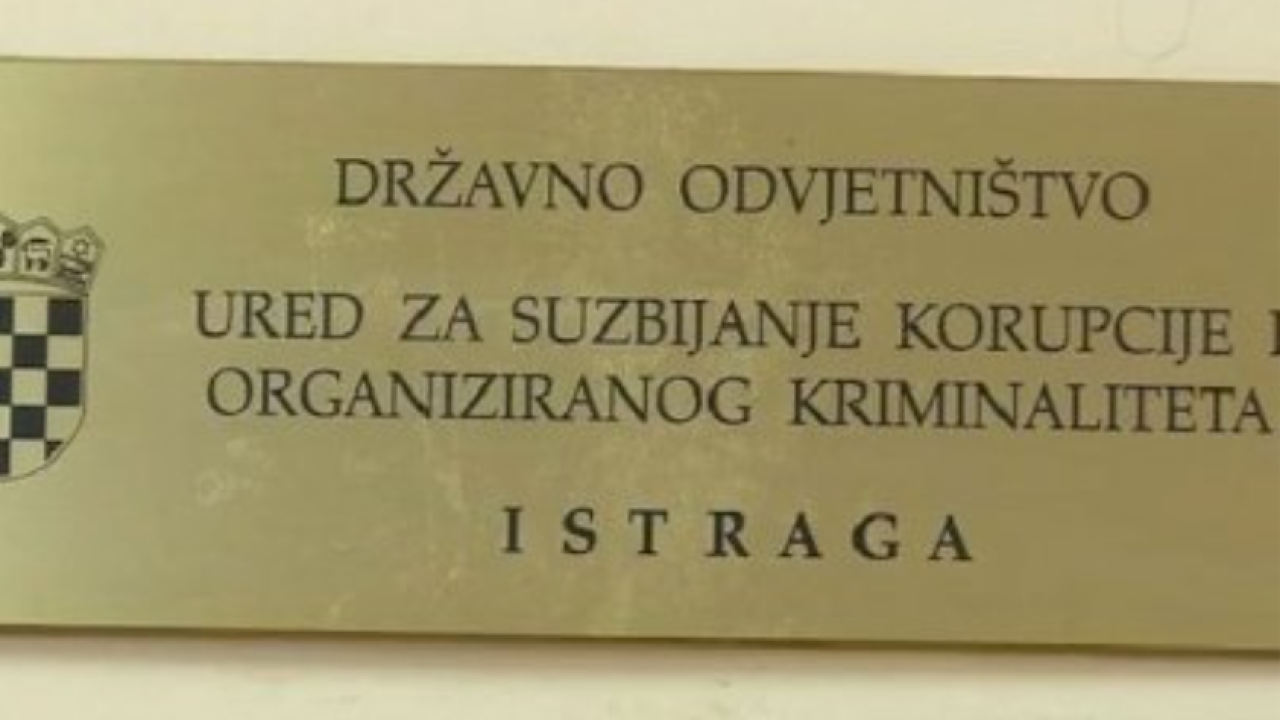 DRŽAVNO ODVJETNIŠTVO
URED ZA SUZBIJANJE KORUPCIJE I
ORGANIZIRANOG KRIMINALITETA
ISTRAGA